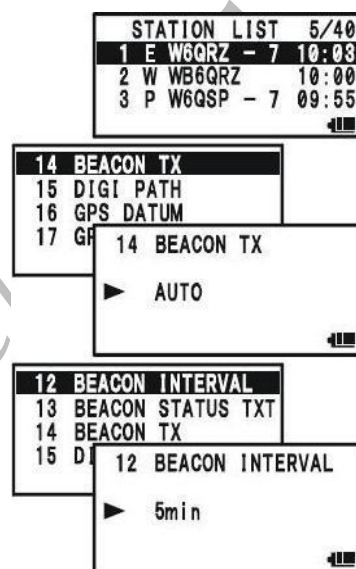 STATION LIST 5/40
1 E W6QRZ - 7 10:03
2 W WB6QRZ 10:00
3 P W6QSP - 7 09:55
14 BEACON TX
15 DIGI PATH
16 GPS DATUM
17 GP
14 BEACON TX
▶ AUTO
12 BEACON INTERVAL
13 BEACON STATUS TXT
14 BEACON TX
15 DI
12 BEACON INTERVAL
▶ 5min